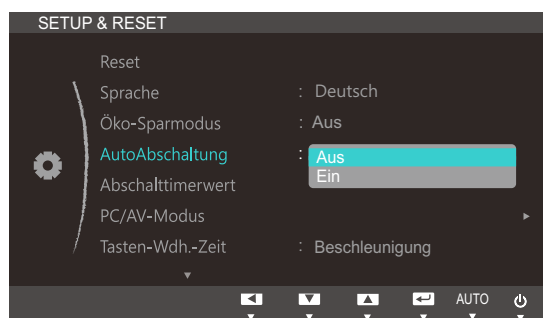 SETUP & RESET
Reset
Sprache : Deutsch
Öko-Sparmodus : Aus
AutoAbschaltung : Aus
Ein
Abschalttimerwert
PC/AV-Modus
Tasten-Wdh.-Zeit : Beschleunigung
AUTO